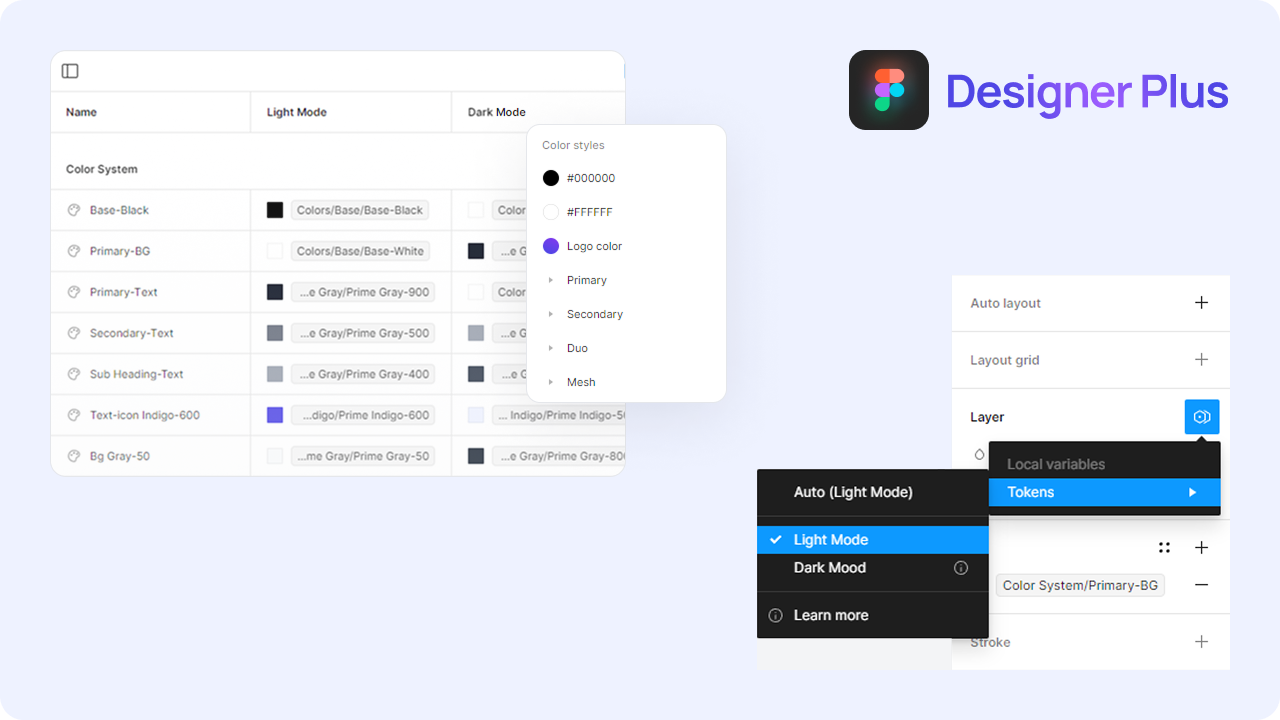 Designer Plus
Name Light Mode Dark Mode
Color System
Base-Black Colors/Base/Base-Black Color
Primary-BG Colors/Base/Base-White ...e G
Primary-Text ...e Gray/Prime Gray-900 Color
Secondary-Text ...e Gray/Prime Gray-500 ...e G
Sub Heading-Text ...e Gray/Prime Gray-400 ...e G
Text-icon Indigo-600 ...digo/Prime Indigo-600 ... Indigo/Prime Indigo-50
Bg Gray-50 ...me Gray/Prime Gray-50 ...e Gray/Prime Gray-800
Color styles
#000000
#FFFFFF
Logo color
Primary
Secondary
Duo
Mesh
Auto layout
Layout grid
Layer
Local variables
Tokens
Auto (Light Mode)
Light Mode
Dark Mood
Learn more
Color System/Primary-BG
Stroke